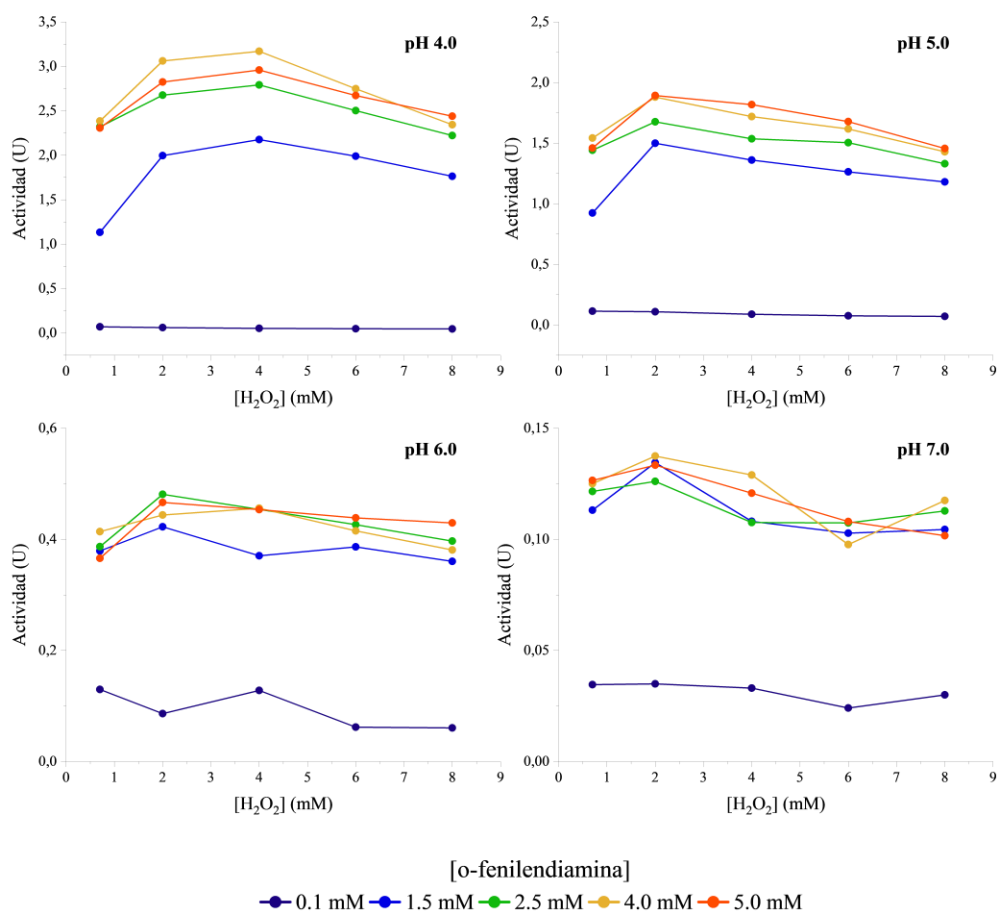 pH 4.0
Actividad (U)
3,5
3,0
2,5
2,0
1,5
1,0
0,5
0,0
0 1 2 3 4 5 6 7 8 9
[H₂O₂] (mM)
pH 5.0
Actividad (U)
2,5
2,0
1,5
1,0
0,5
0,0
0 1 2 3 4 5 6 7 8 9
[H₂O₂] (mM)
pH 6.0
Actividad (U)
0,6
0,4
0,2
0,0
0 1 2 3 4 5 6 7 8 9
[H₂O₂] (mM)
pH 7.0
Actividad (U)
0,15
0,10
0,05
0,00
0 1 2 3 4 5 6 7 8 9
[H₂O₂] (mM)
[o-fenilendiamina]
0.1 mM 1.5 mM 2.5 mM 4.0 mM 5.0 mM